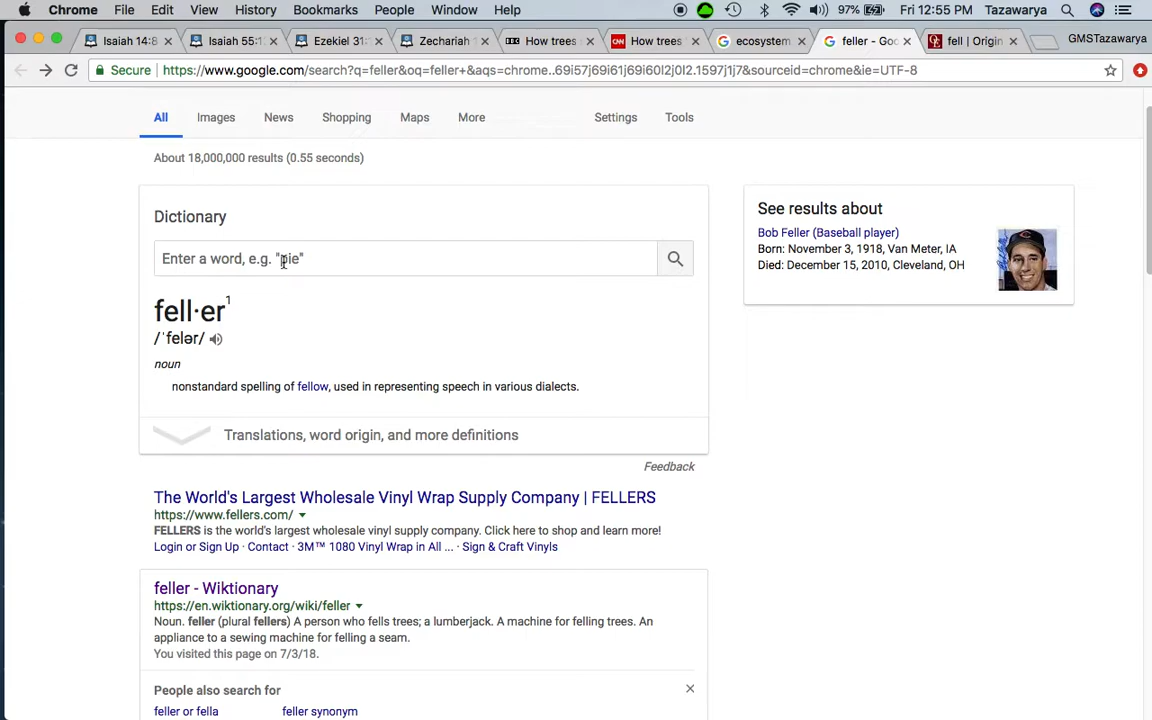 Chrome File Edit View History Bookmarks People Window Help 97% Fri 12:55 PM Tazawarya
Isaiah 14:8 Isaiah 55:1 Ezekiel 31: Zechariah How trees How trees ecosystem feller - Goo fell | Origin GMSTazawarya
Secure https://www.google.com/search?q=feller&oq=feller+&aqs=chrome..69i57j69i61j69i60l2j0l2.1597j1j7&sourceid=chrome&ie=UTF-8
All Images News Shopping Maps More Settings Tools
About 18,000,000 results (0.55 seconds)
Dictionary
Enter a word, e.g. "pie"
fell·er1
/ˈfelər/
noun
nonstandard spelling of fellow, used in representing speech in various dialects.
Translations, word origin, and more definitions
Feedback
See results about
Bob Feller (Baseball player)
Born: November 3, 1918, Van Meter, IA
Died: December 15, 2010, Cleveland, OH
The World's Largest Wholesale Vinyl Wrap Supply Company | FELLERS
https://www.fellers.com/
FELLERS is the world's largest wholesale vinyl supply company. Click here to shop and learn more!
Login or Sign Up · Contact · 3M™ 1080 Vinyl Wrap in All ... · Sign & Craft Vinyls
feller - Wiktionary
https://en.wiktionary.org/wiki/feller
Noun. feller (plural fellers) A person who fells trees; a lumberjack. A machine for felling trees. An
appliance to a sewing machine for felling a seam.
You visited this page on 7/3/18.
People also search for
feller or fella feller synonym